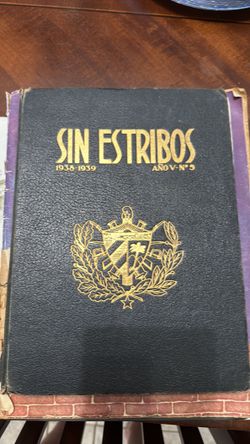 SIN ESTRIBOS
1938-1939 AÑO V-Nº 5